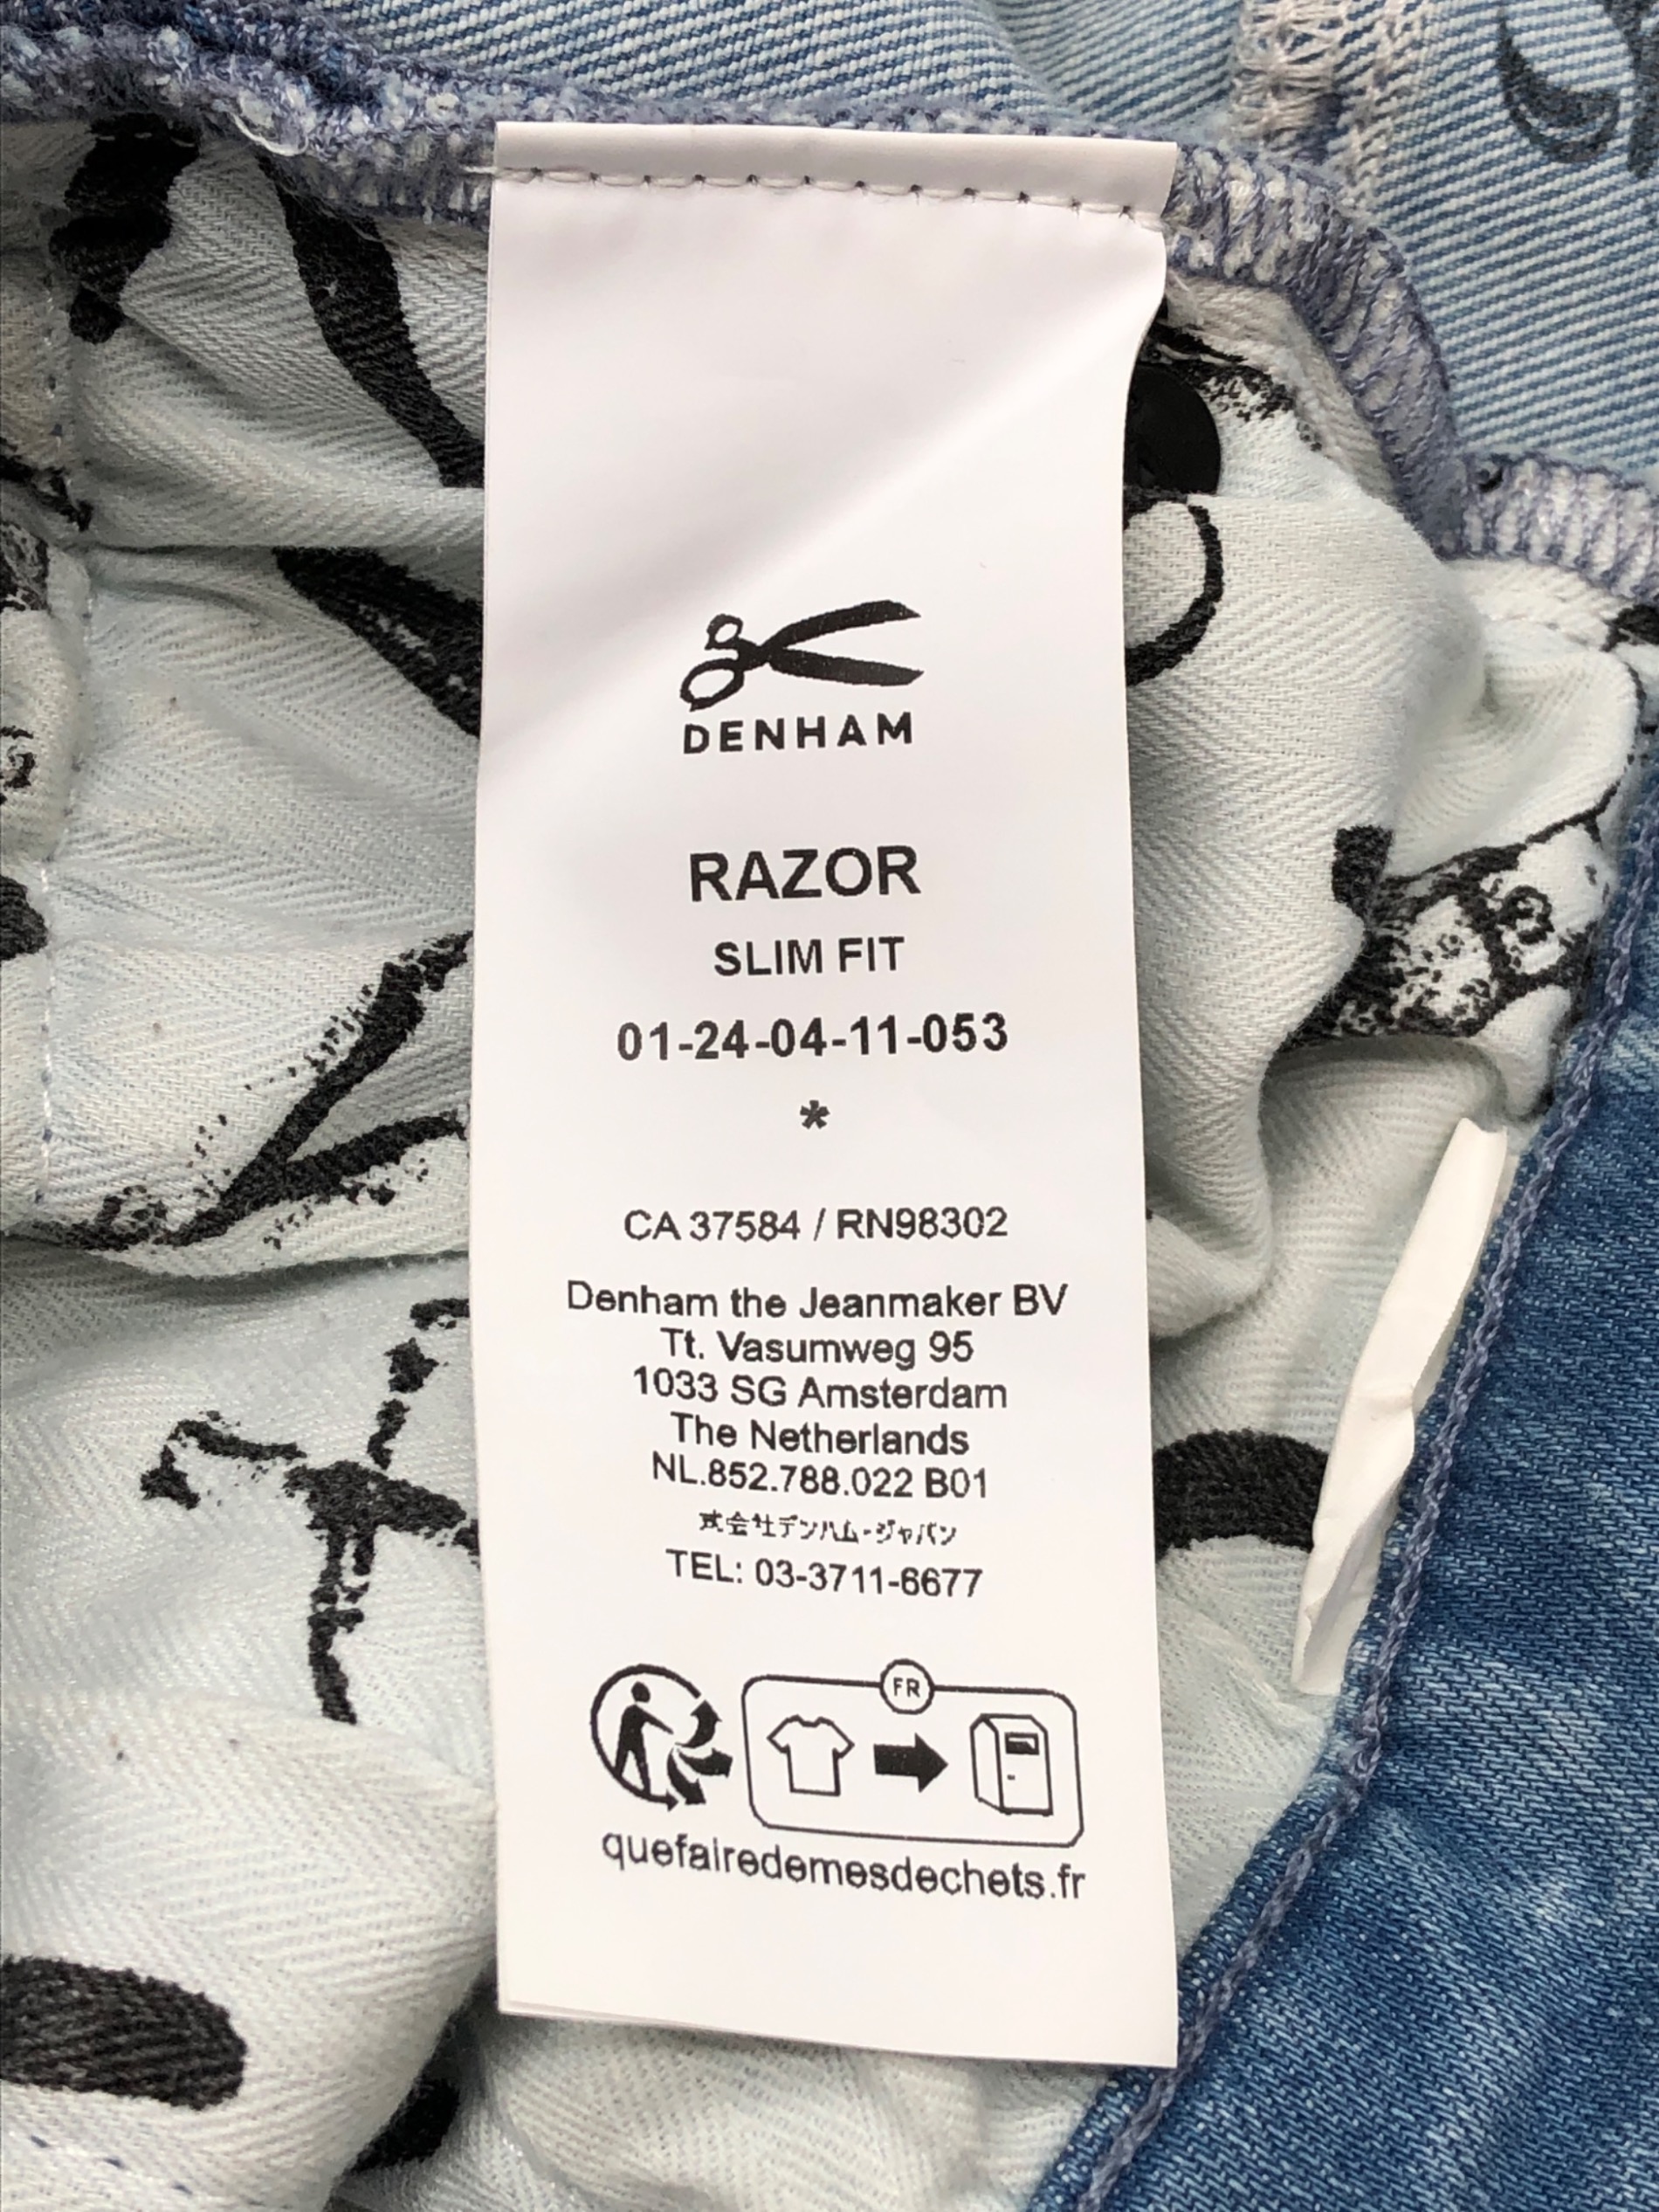 DENHAM
RAZOR
SLIM FIT
01-24-04-11-053
*
CA 37584 / RN98302
Denham the Jeanmaker BV
Tt. Vasumweg 95
1033 SG Amsterdam
The Netherlands
NL.852.788.022 B01
式会社デンハム・ジャパン
TEL: 03-3711-6677
FR
quefairedemesdechets.fr